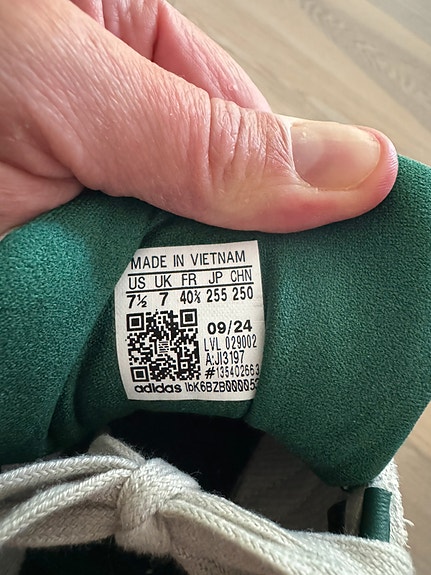 MADE IN VIETNAM
US UK FR JP CHN
7½ 7 40⅔ 255 250
09/24
LVL 029002
A:JI3197
#135402663
adidas